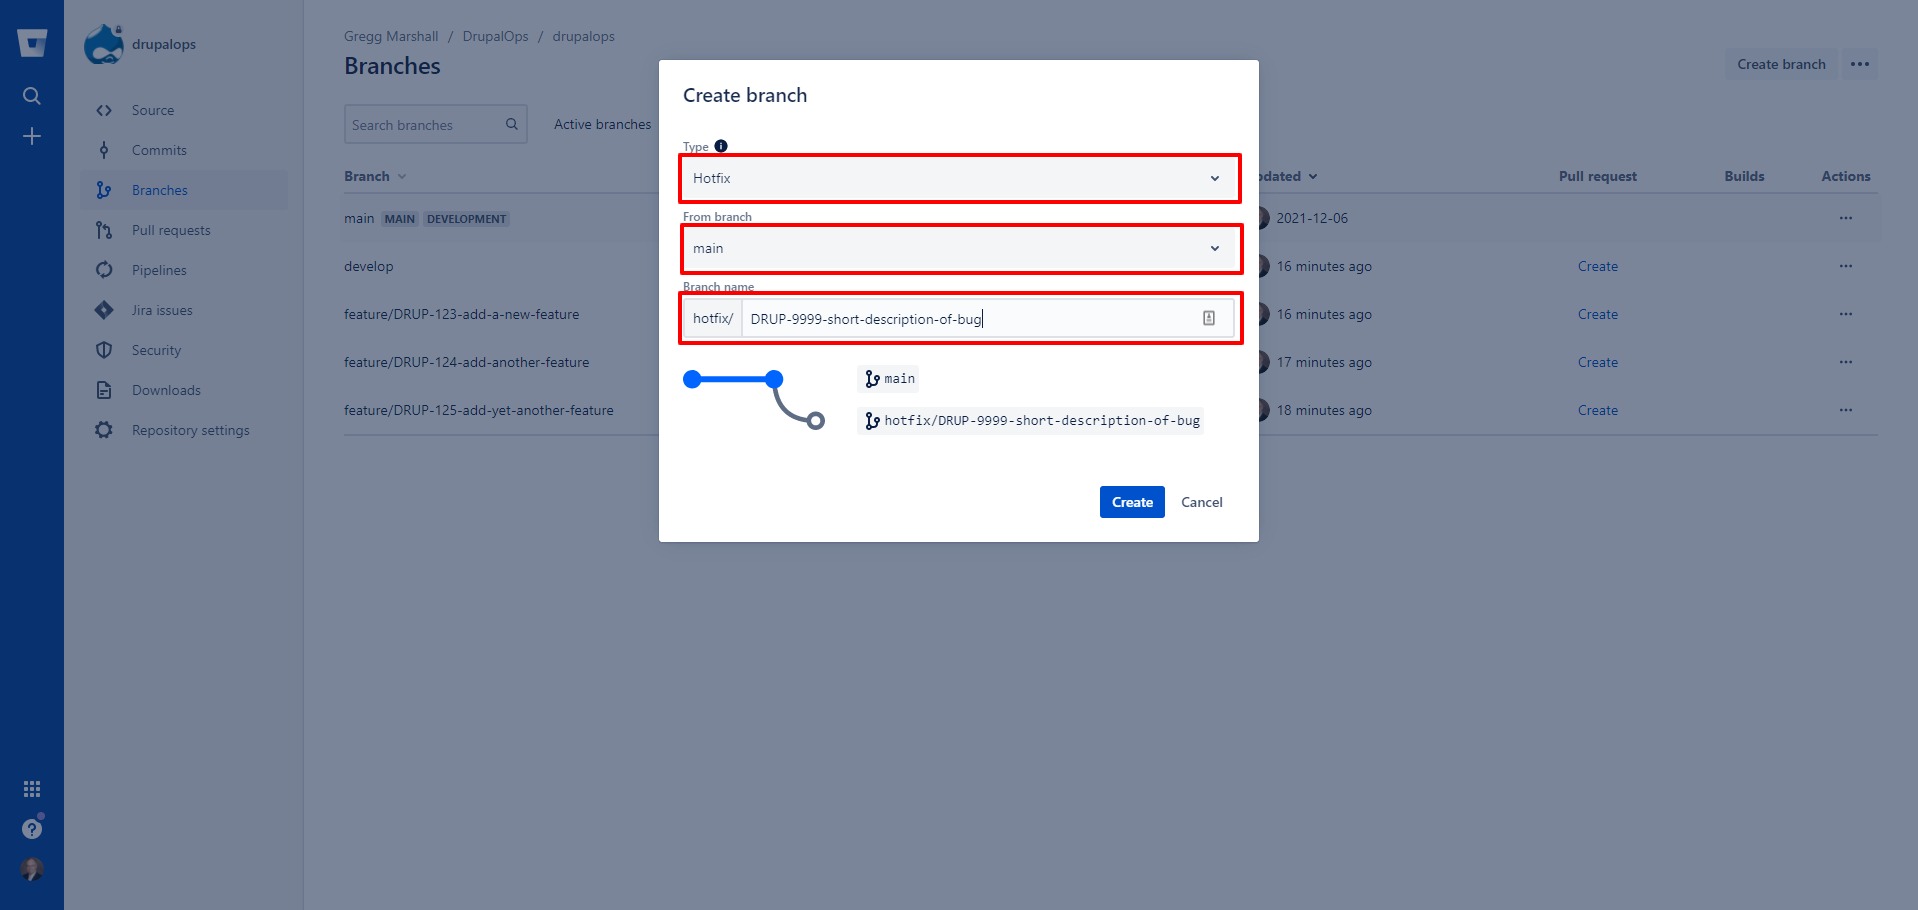 drupalops
Source
Commits
Branches
Pull requests
Pipelines
Jira issues
Security
Downloads
Repository settings
Gregg Marshall / DrupalOps / drupalops
Branches
Create branch
Search branches
Active branches
Branch
Pull request
Builds
Actions
main MAIN DEVELOPMENT
2021-12-06
develop
16 minutes ago
Create
feature/DRUP-123-add-a-new-feature
16 minutes ago
Create
feature/DRUP-124-add-another-feature
17 minutes ago
Create
feature/DRUP-125-add-yet-another-feature
18 minutes ago
Create
Create branch
Type
Hotfix
From branch
main
Branch name
hotfix/ DRUP-9999-short-description-of-bug
main
hotfix/DRUP-9999-short-description-of-bug
Create
Cancel